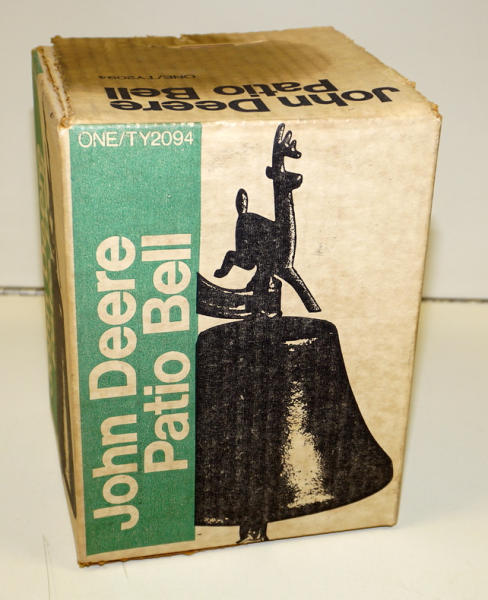 John Deere
Patio Bell
ONE/TY2094
ONE/TY2094
John Deere
Patio Bell